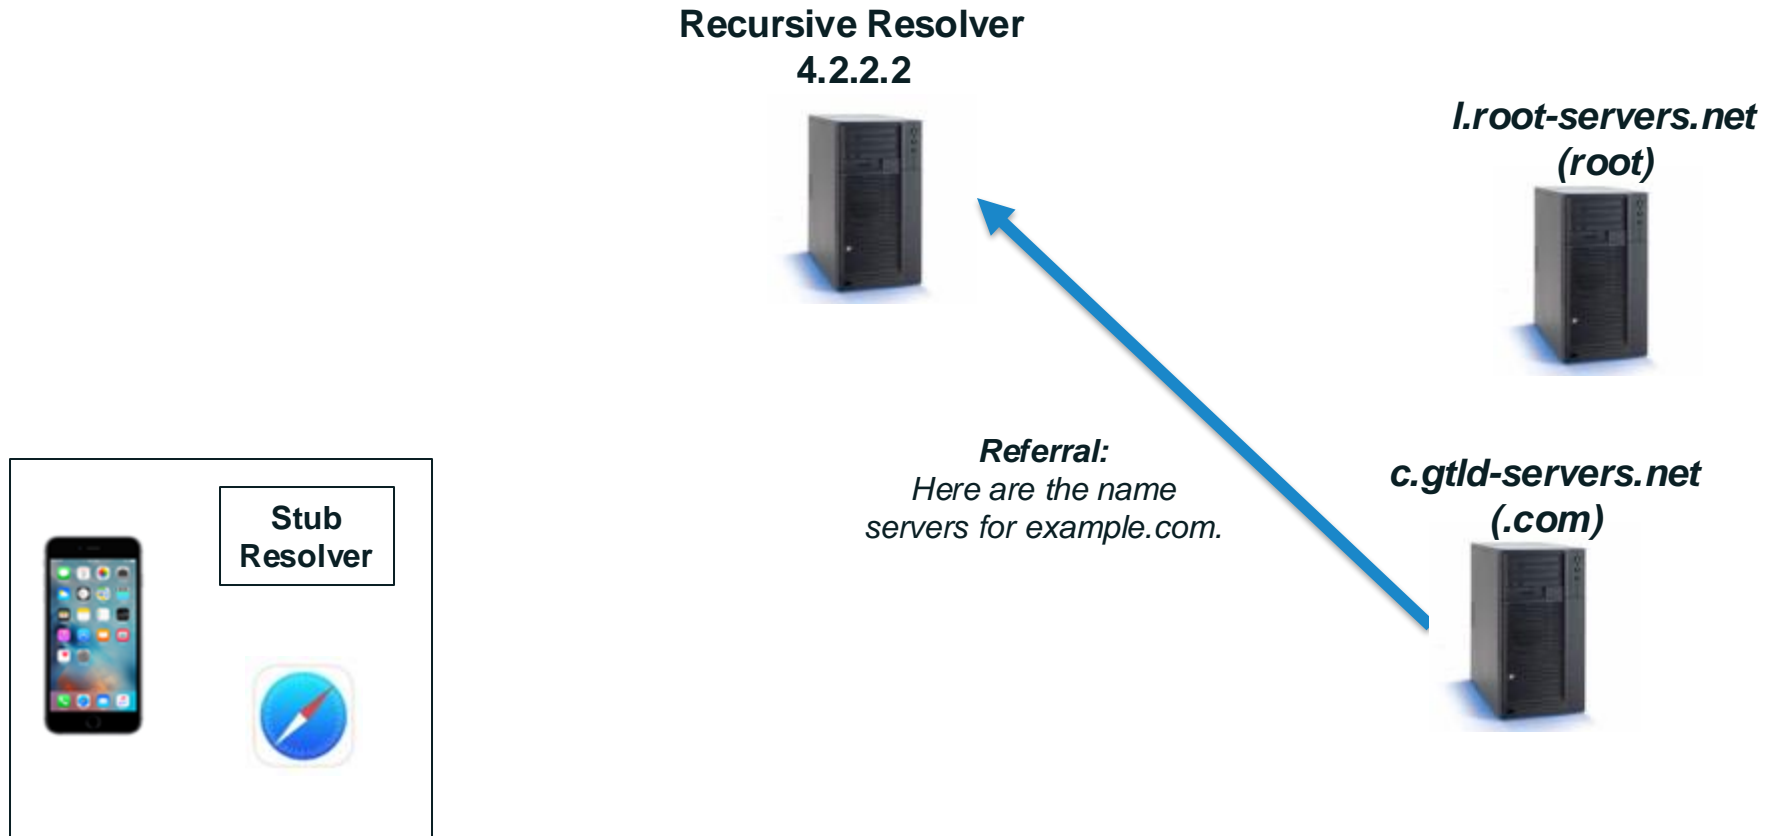 Recursive Resolver
4.2.2.2
l.root-servers.net
(root)
Referral:
Here are the name
servers for example.com.
c.gtld-servers.net
(.com)
Stub
Resolver